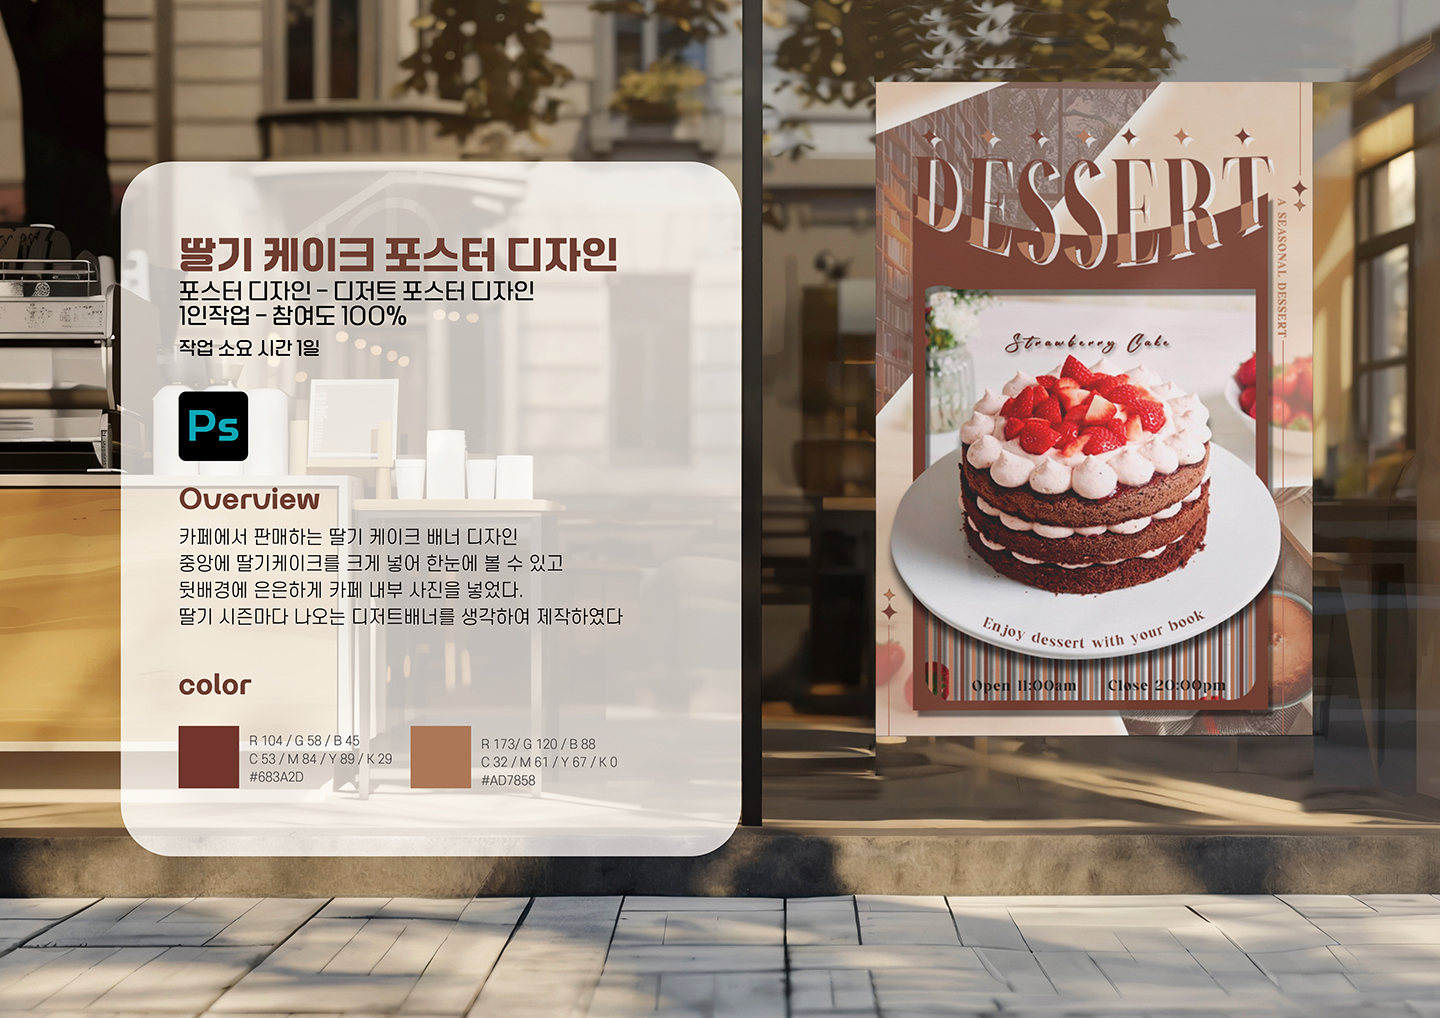 딸기 케이크 포스터 디자인
포스터 디자인 - 디저트 포스터 디자인
1인작업 - 참여도 100%
작업 소요 시간 1일
Ps
Overview
카페에서 판매하는 딸기 케이크 배너 디자인
중앙에 딸기케이크를 크게 넣어 한눈에 볼 수 있고
뒷배경에 은은하게 카페 내부 사진을 넣었다.
딸기 시즌마다 나오는 디저트배너를 생각하여 제작하였다
color
R 104 / G 58 / B 45
C 53 / M 84 / Y 89 / K 29
#683A2D
R 173/ G 120 / B 88
C 32 / M 61 / Y 67 / K 0
#AD7858
DESSERT
A SEASONAL DESSERT
Strawberry Cake
Enjoy dessert with your book
Open 11:00am
Close 20:00pm